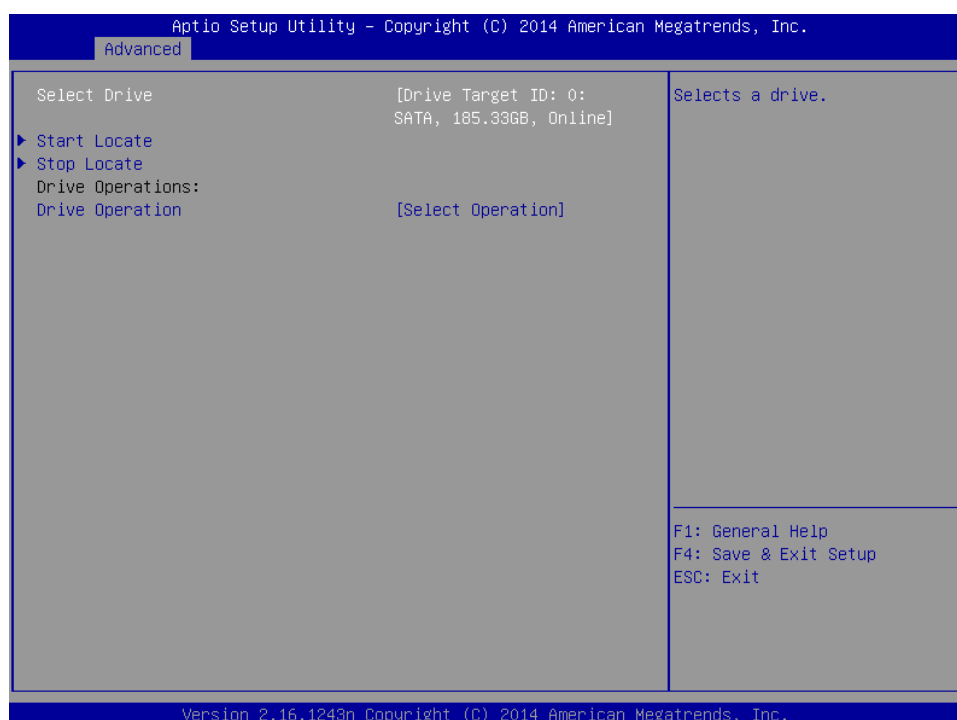 Aptio Setup Utility – Copyright (C) 2014 American Megatrends, Inc.
Advanced
Select Drive [Drive Target ID: 0: Selects a drive.
SATA, 185.33GB, Online]
Start Locate
Stop Locate
Drive Operations:
Drive Operation [Select Operation]
F1: General Help
F4: Save & Exit Setup
ESC: Exit
Version 2.16.1243n Copyright (C) 2014 American Megatrends, Inc.